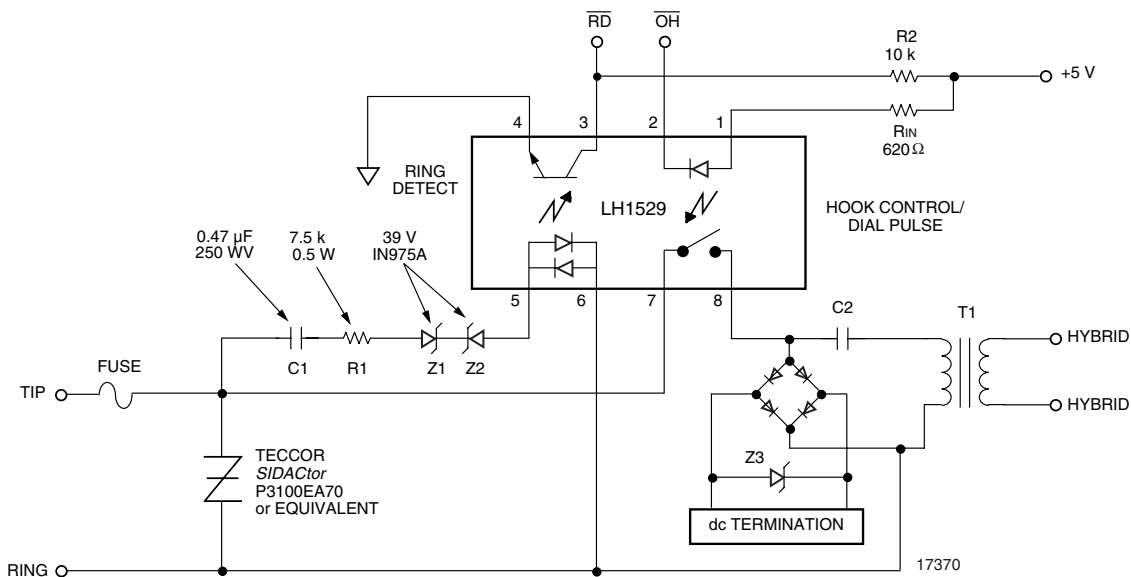 RD
OH
R2
10 k
+5 V
4
3
2
1
RIN
620 Ω
RING
DETECT
LH1529
HOOK CONTROL/
DIAL PULSE
0.47 µF
250 WV
7.5 k
0.5 W
39 V
IN975A
5
6
7
8
C2
T1
HYBRID
FUSE
C1
R1
Z1
Z2
TIP
HYBRID
TECCOR
SIDACtor
P3100EA70
or EQUIVALENT
Z3
dc TERMINATION
RING
17370